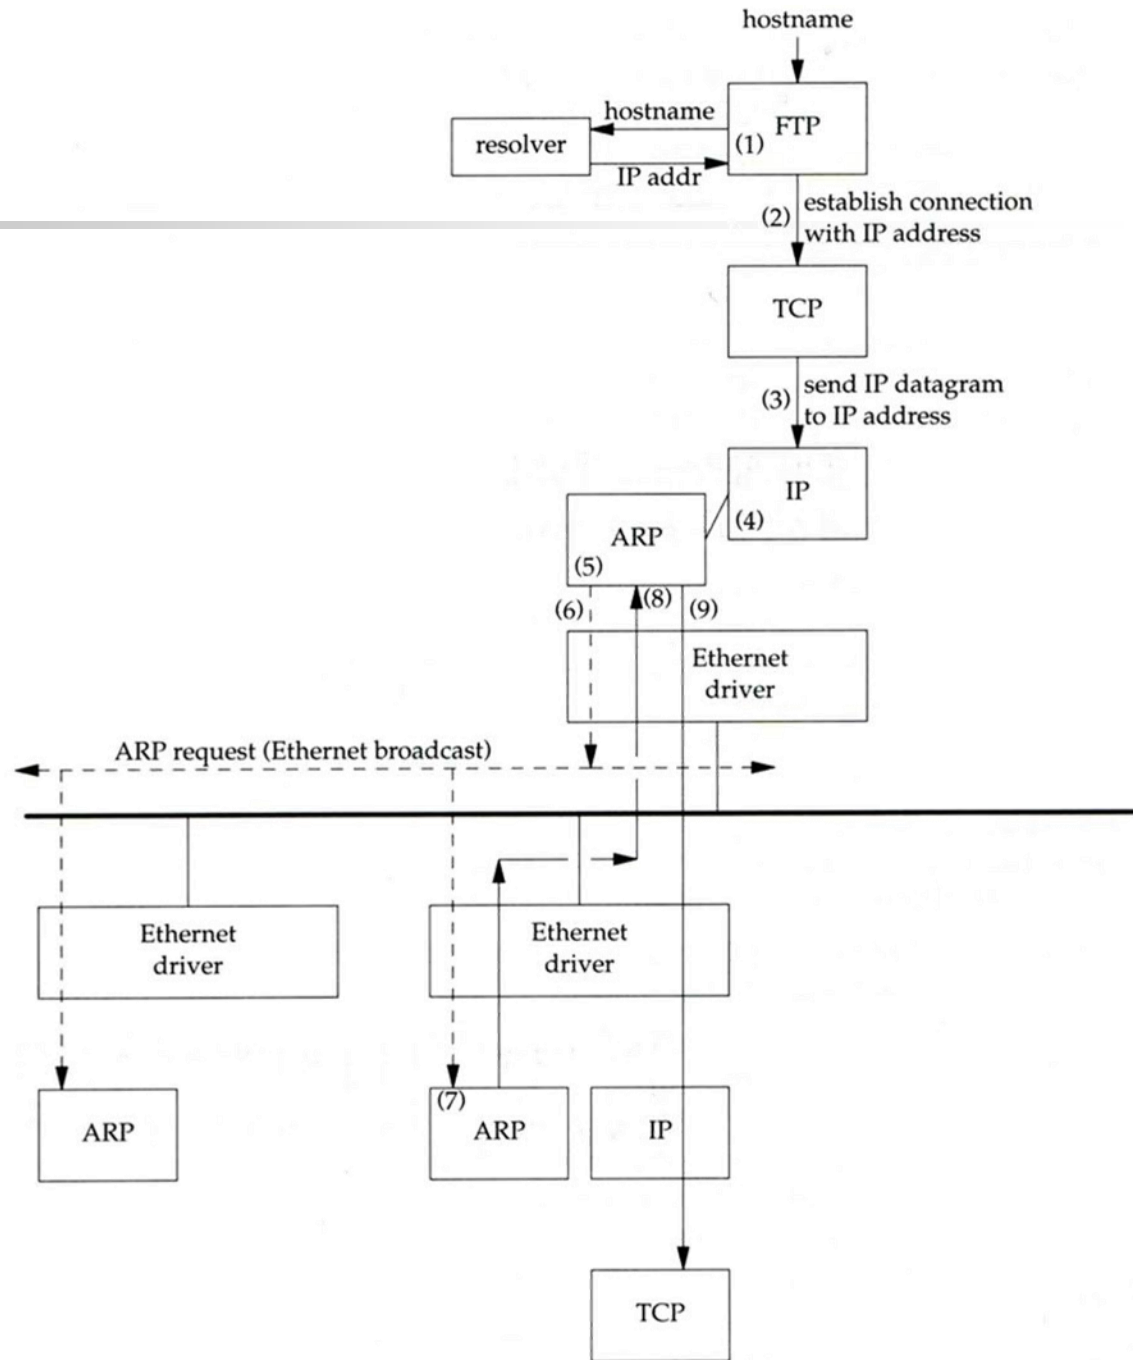 hostname
FTP
(1)
hostname
resolver
IP addr
(2)
establish connection
with IP address
TCP
(3)
send IP datagram
to IP address
IP
(4)
ARP
(5)
(6)
(8)
(9)
Ethernet
driver
ARP request (Ethernet broadcast)
Ethernet
driver
Ethernet
driver
ARP
(7)
ARP
IP
TCP